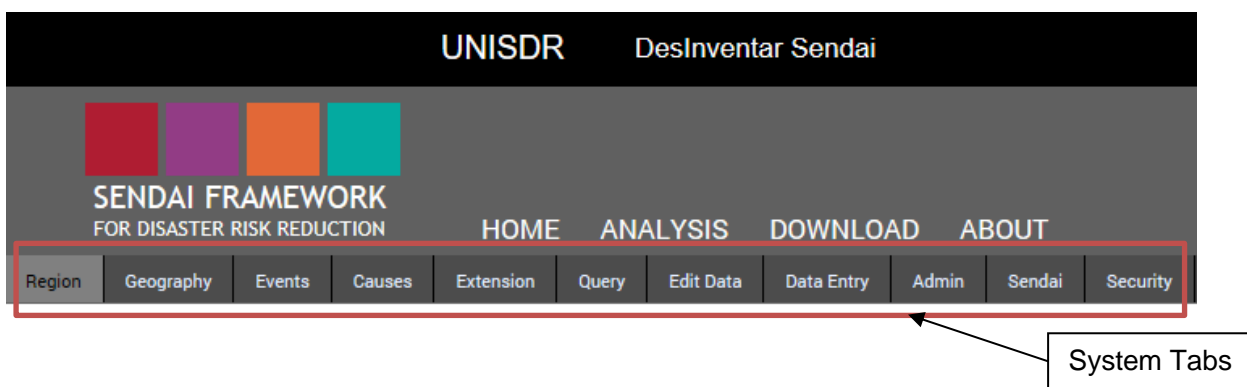 UNISDR DesInventar Sendai
SENDAI FRAMEWORK
FOR DISASTER RISK REDUCTION
HOME ANALYSIS DOWNLOAD ABOUT
Region Geography Events Causes Extension Query Edit Data Data Entry Admin Sendai Security
System Tabs